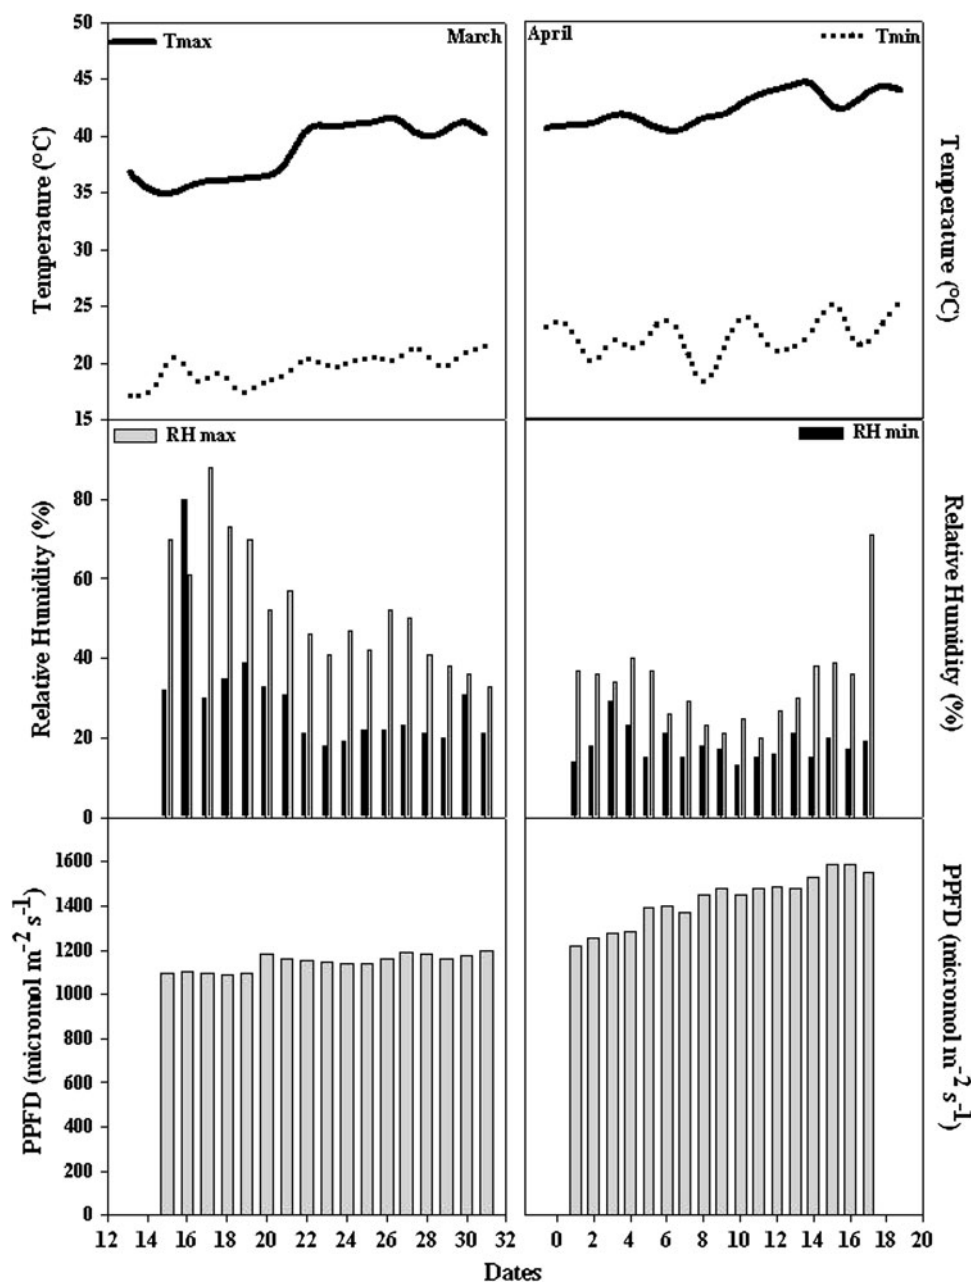 50
45
40
35
30
25
20
15
Temperature (°C)
Tmax
March
April
Tmin
Temperature (°C)
RH max
RH min
80
60
40
20
0
Relative Humidity (%)
Relative Humidity (%)
1600
1400
1200
1000
800
600
400
200
0
PPFD (micromol m⁻² s⁻¹)
PPFD (micromol m⁻² s⁻¹)
12 14 16 18 20 22 24 26 28 30 32
0 2 4 6 8 10 12 14 16 18 20
Dates